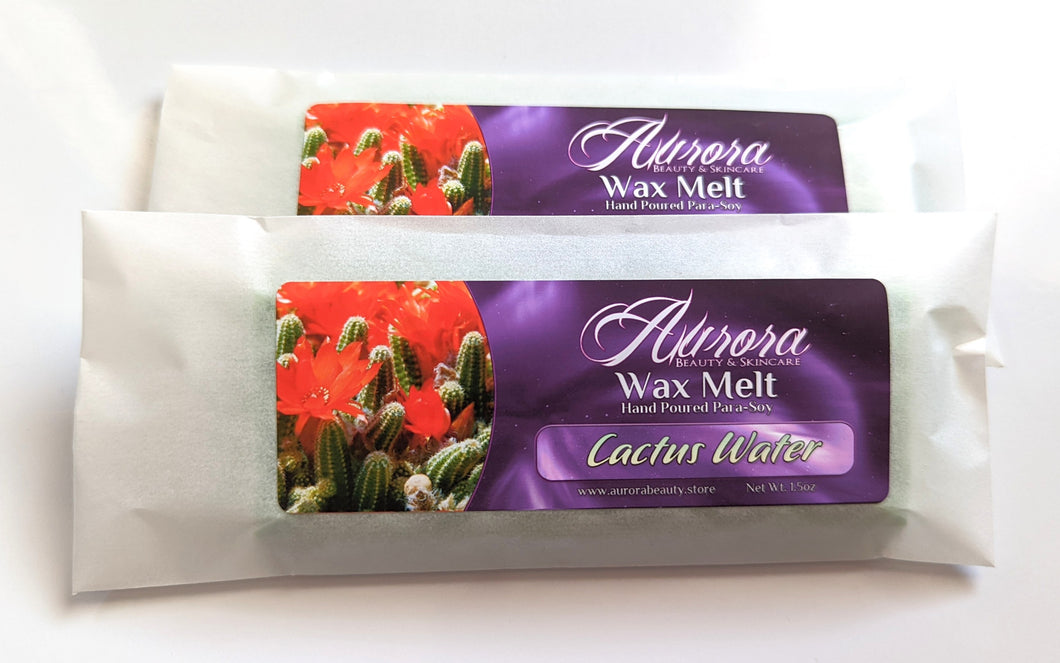 Aurora
BEAUTY & SKINCARE
Wax Melt
Hand Poured Para-Soy
Aurora
BEAUTY & SKINCARE
Wax Melt
Hand Poured Para-Soy
Cactus Water
www.aurorabeauty.store Net Wt. 1.5oz